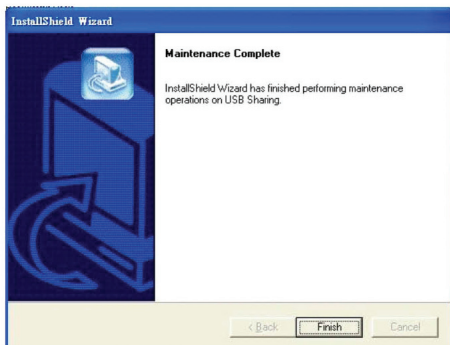 InstallShield Wizard
Maintenance Complete
InstallShield Wizard has finished performing maintenance
operations on USB Sharing.
< Back
Finish
Cancel